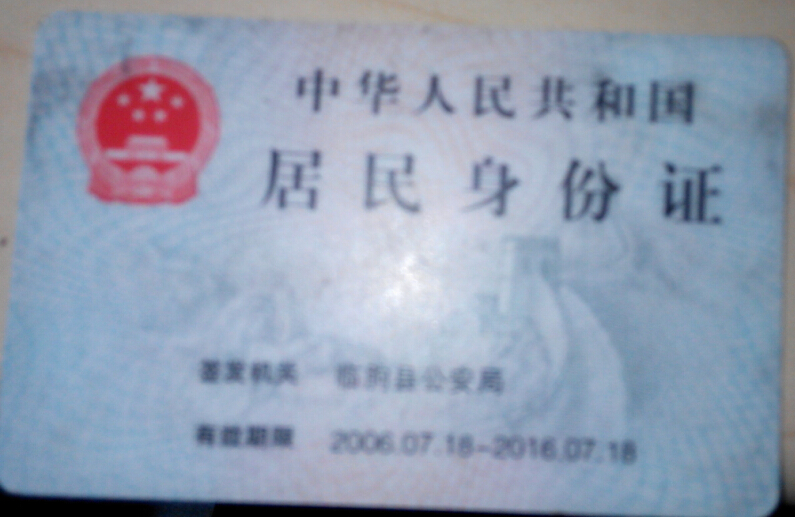 中华人民共和国
居民身份证
签发机关 临朐县公安局
有效期限 2006.07.18-2016.07.18